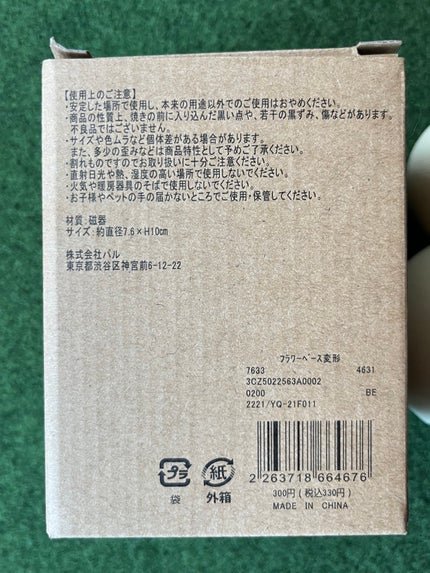 【使用上のご注意】
・安定した場所で使用し、本来の用途以外でのご使用はおやめください。
・商品の性質上、焼きの前に入り込んだ黒い点や、若干の黒ずみ、傷などがあります。
不良品ではございません。
・サイズや色ムラなど個体差がある場合があります。
また、多少の歪みなどは商品特性として予めご了承ください。
・割れものですのでお取り扱いに十分ご注意ください。
・直射日光や熱、湿度の高い場所で使用しないでください。
・火気や暖房器具のそばで使用しないでください。
・お子様やペットの手の届かないところでご使用・保管してください。
材質：磁器
サイズ：約直径7.6×H10cm
株式会社パル
東京都渋谷区神宮前6-12-22
フラワーベース変形
7633 4631
3CZ5022563A0002
0200 BE
2221/YQ-21F011
プラ 紙
袋 外箱
2 263718 664676
300円(税込330円)
MADE IN CHINA